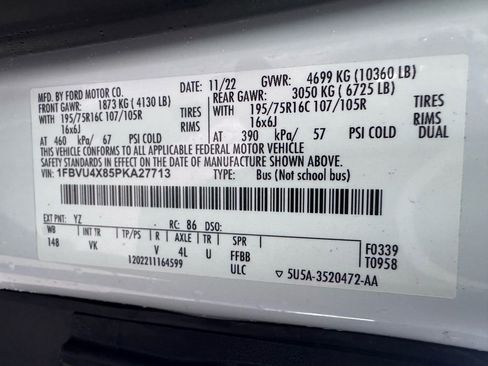 MFD. BY FORD MOTOR CO. 11/22 GVWR: 4699 KG (10360 LB)
FRONT GAWR: 1873 KG (4130 LB) REAR GAWR: 3050 KG (6725 LB)
WITH 195/75R16C 107/105R TIRES WITH 195/75R16C 107/105R TIRES
16x6J RIMS 16x6J RIMS
AT 460 kPa/ 67 PSI COLD AT 390 kPa/ 57 PSI COLD DUAL
THIS VEHICLE CONFORMS TO ALL APPLICABLE FEDERAL MOTOR VEHICLE
SAFETY STANDARDS IN EFFECT ON THE DATE OF MANUFACTURE SHOWN ABOVE.
VIN: 1FBVU4X85PKA27713 TYPE: Bus (Not school bus)
EXT PNT: YZ RC: 86 DSO:
WB INT TR TP/PS R AXLE TR SPR F0339
148 VK V 4L U FFBB T0958
1202211164599 ULC ▽ 5U5A-3520472-AA